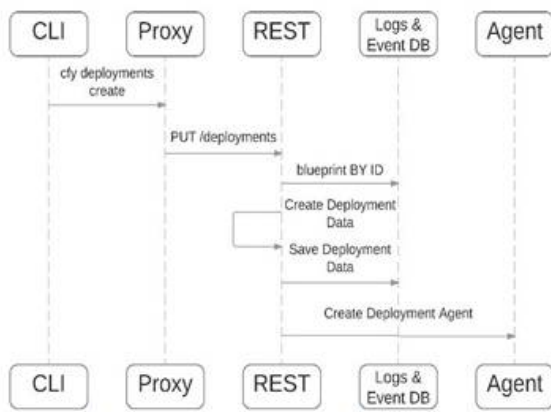 CLI
Proxy
REST
Logs &
Event DB
Agent
cfy deployments
create
PUT /deployments
blueprint BY ID
Create Deployment
Data
Save Deployment
Data
Create Deployment Agent
CLI
Proxy
REST
Logs &
Event DB
Agent